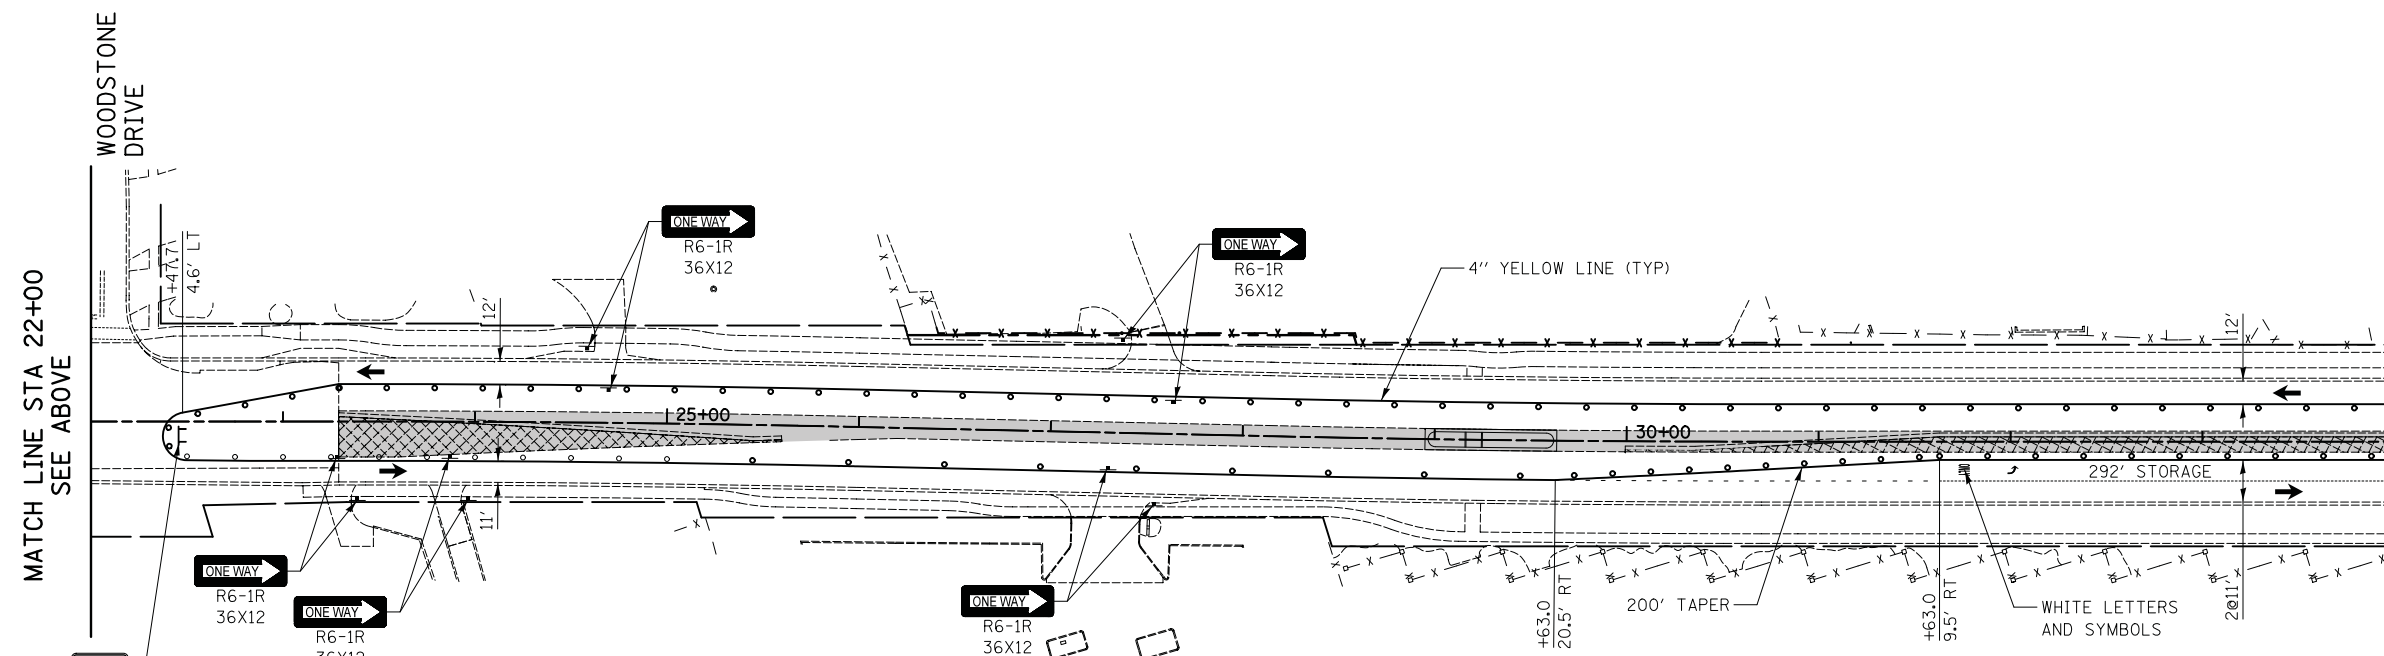 WOODSTONE
DRIVE
MATCH LINE STA 22+00
SEE ABOVE
+47.7
4.6' LT
12'
ONE WAY
R6-1R
36X12
ONE WAY
R6-1R
36X12
4" YELLOW LINE (TYP)
12'
25+00
30+00
292' STORAGE
11'
ONE WAY
R6-1R
36X12
ONE WAY
R6-1R
36X12
ONE WAY
R6-1R
36X12
+63.0
20.5' RT
200' TAPER
+63.0
9.5' RT
WHITE LETTERS
AND SYMBOLS
2@11'